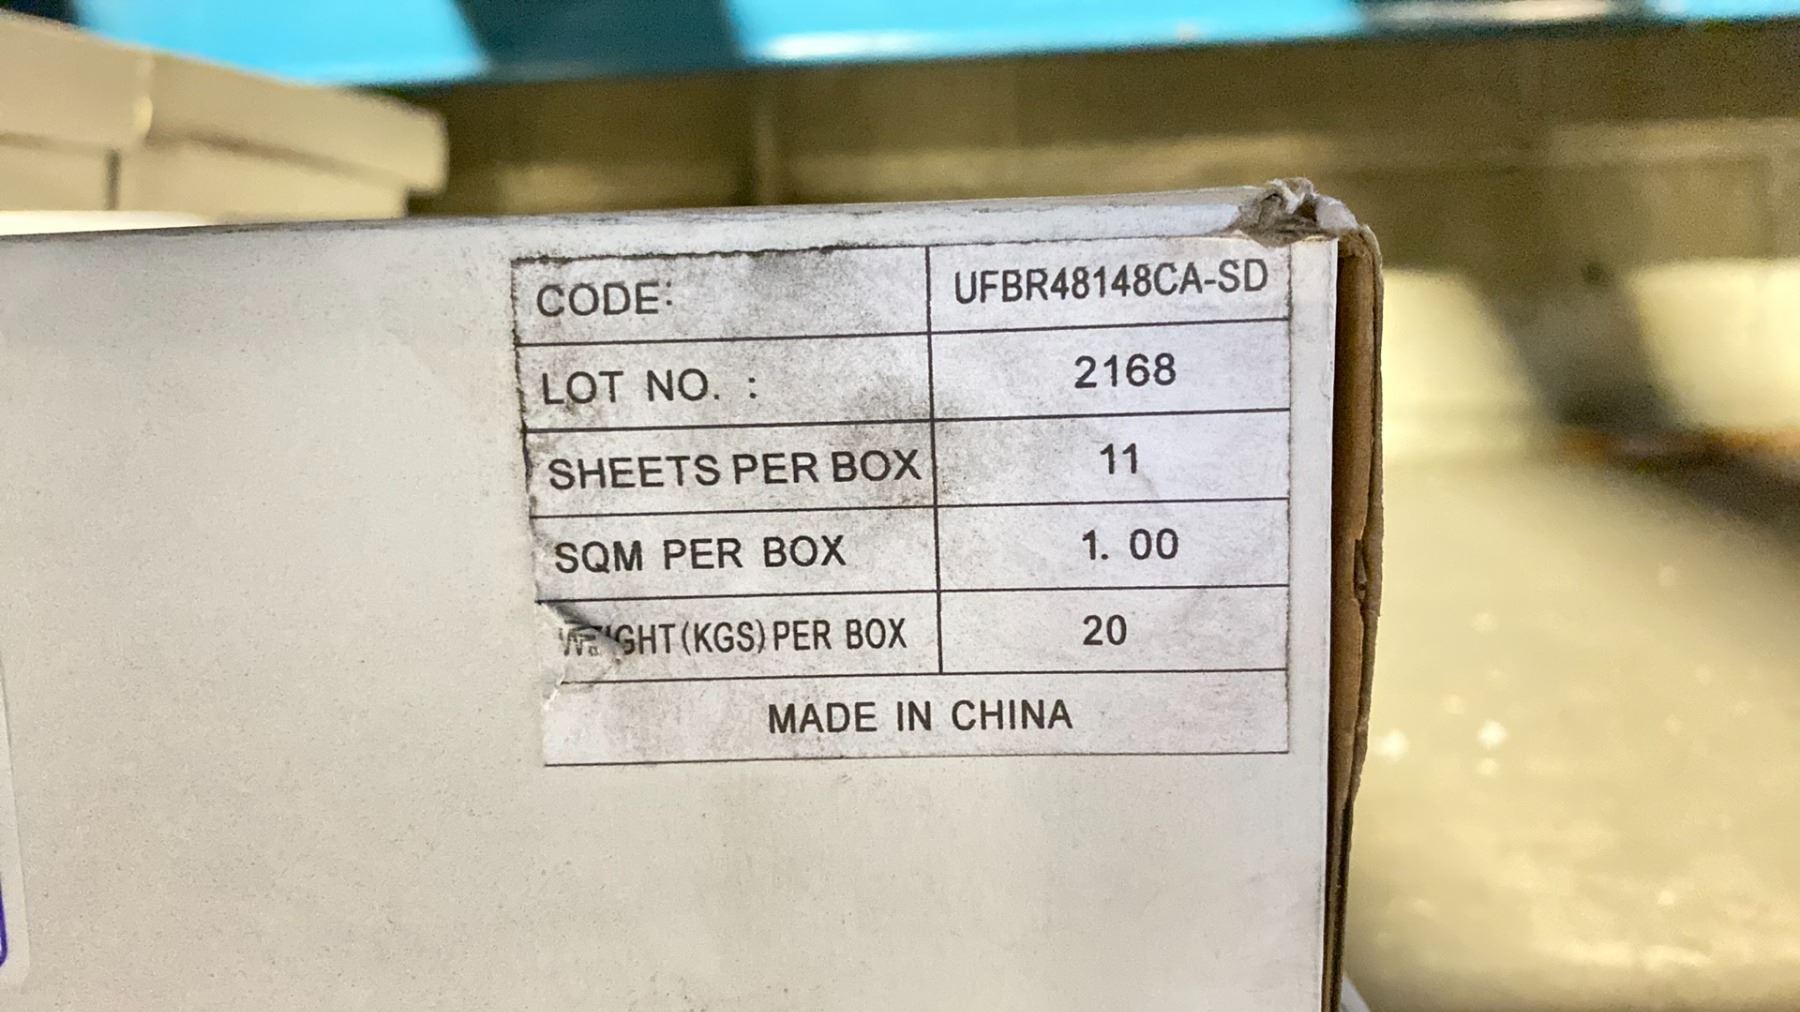 CODE: UFBR48148CA-SD
LOT NO. : 2168
SHEETS PER BOX 11
SQM PER BOX 1. 00
WEIGHT(KGS)PER BOX 20
MADE IN CHINA